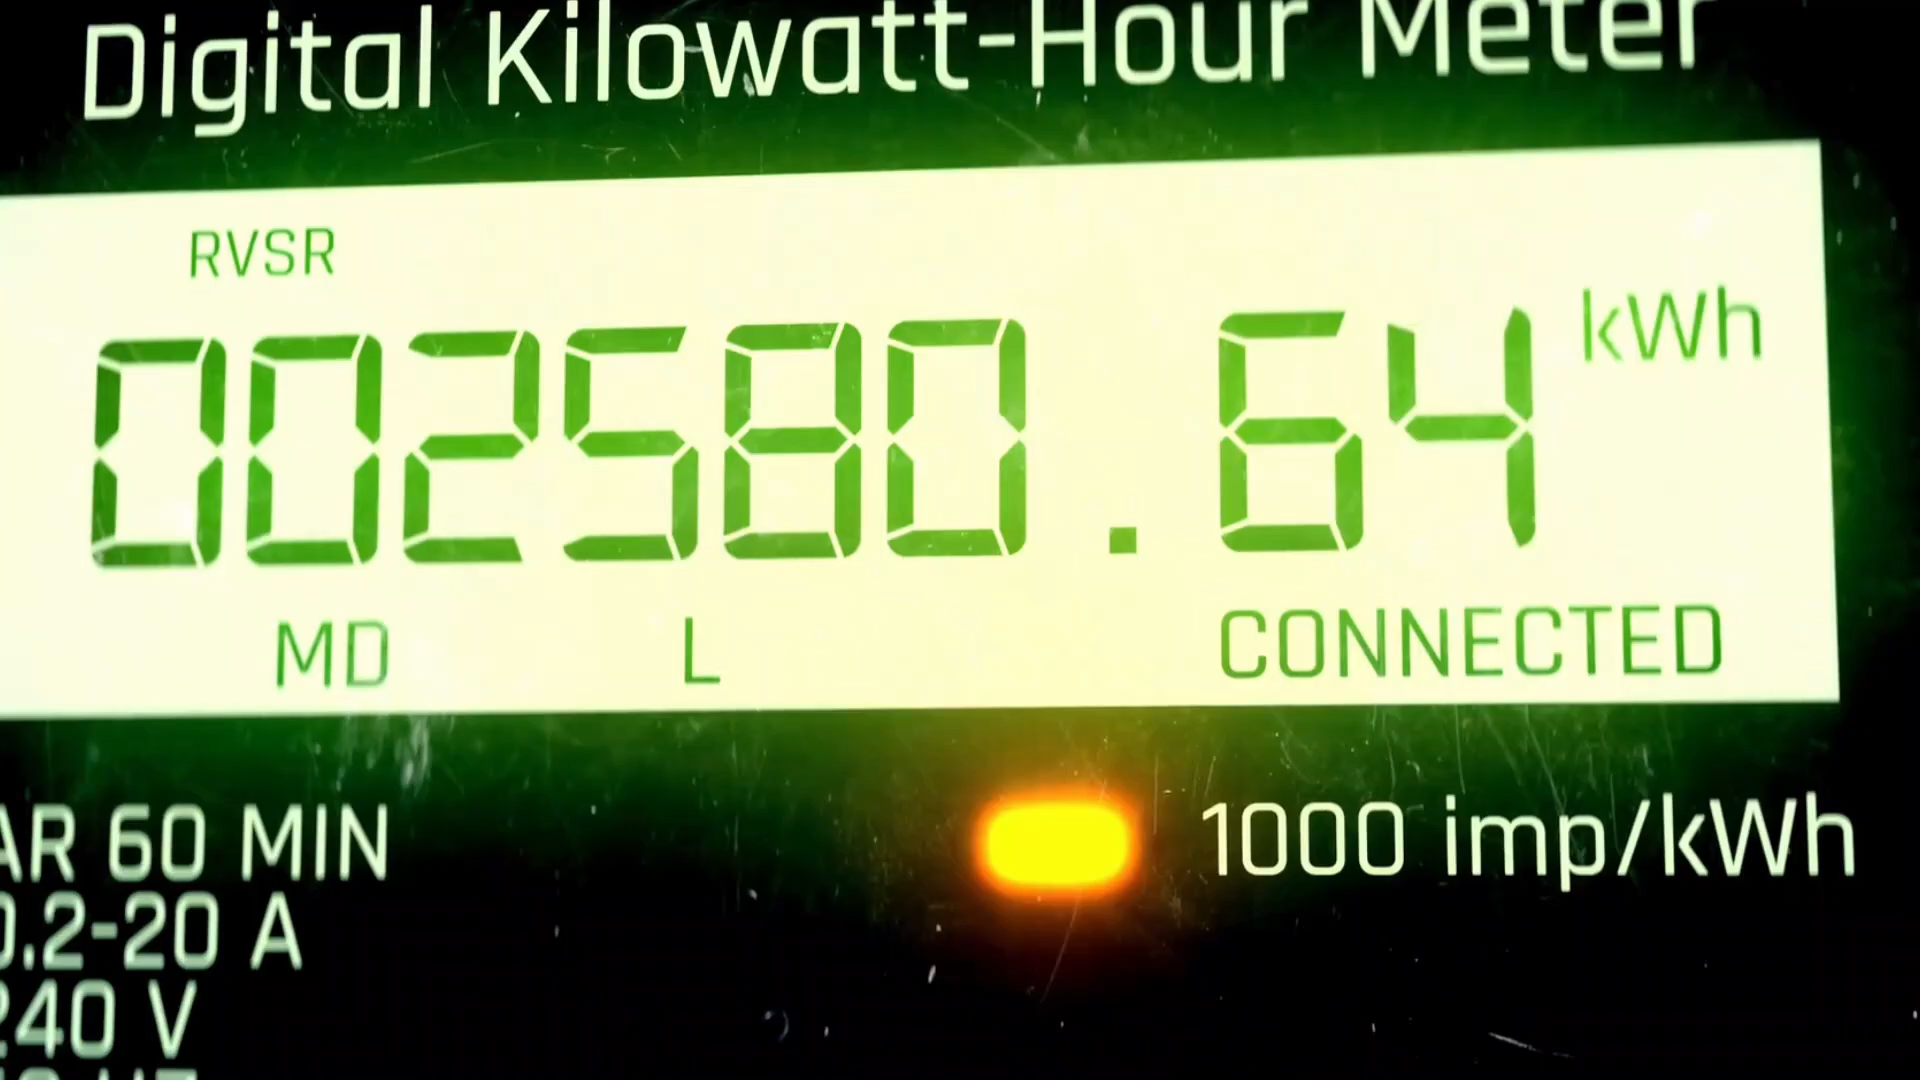 Digital Kilowatt-Hour Meter
RVSR
002580.64 kWh
MD L CONNECTED
1000 imp/kWh
AR 60 MIN
0.2-20 A
240 V